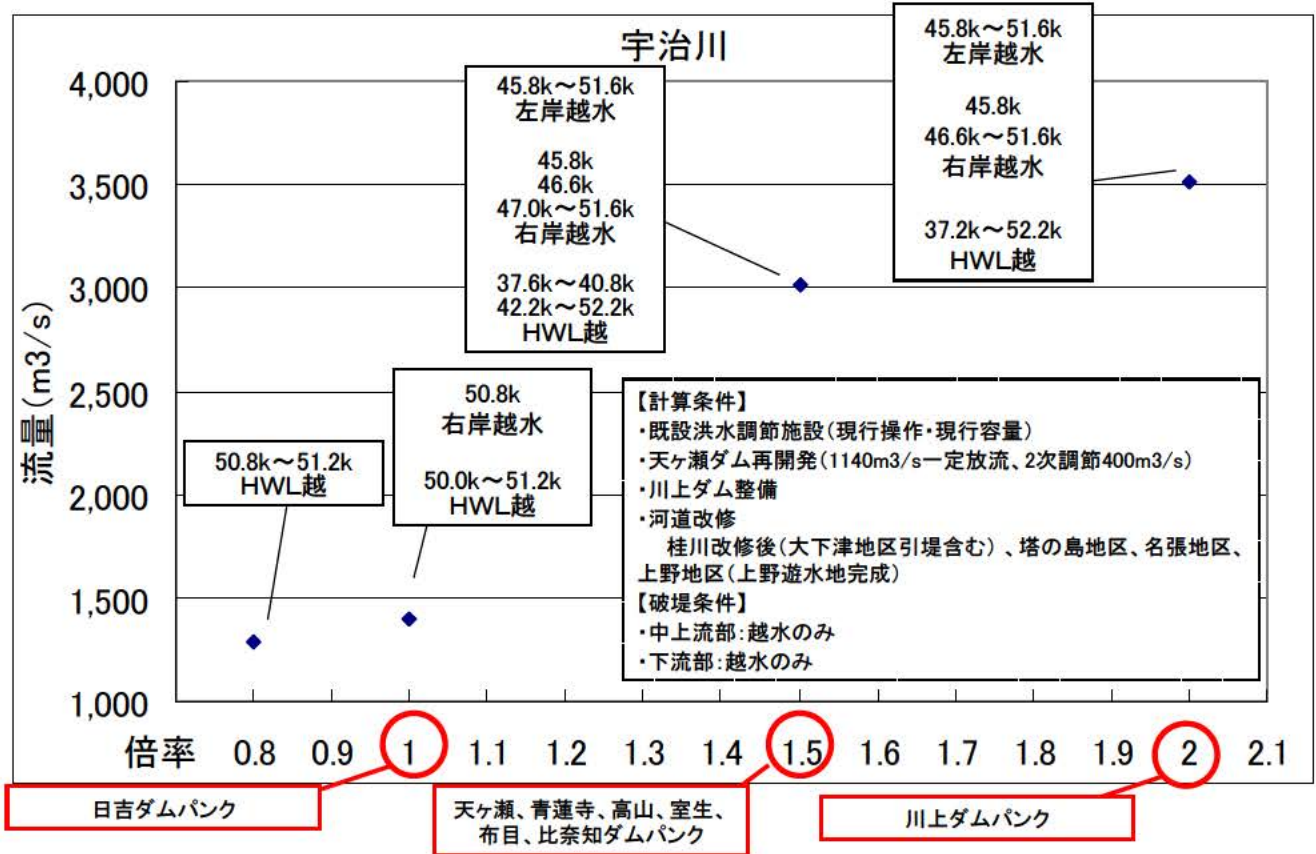 宇治川
流量(m3/s)
4,000
3,500
3,000
2,500
2,000
1,500
1,000
50.8k～51.2k
HWL越
50.8k
右岸越水
50.0k～51.2k
HWL越
45.8k～51.6k
左岸越水
45.8k
46.6k
47.0k～51.6k
右岸越水
37.6k～40.8k
42.2k～52.2k
HWL越
45.8k～51.6k
左岸越水
45.8k
46.6k～51.6k
右岸越水
37.2k～52.2k
HWL越
【計算条件】
・既設洪水調節施設(現行操作・現行容量)
・天ヶ瀬ダム再開発(1140m3/s一定放流、2次調節400m3/s)
・川上ダム整備
・河道改修
桂川改修後(大下津地区引堤含む)、塔の島地区、名張地区、
上野地区(上野遊水地完成)
【破堤条件】
・中上流部:越水のみ
・下流部:越水のみ
倍率 0.8 0.9 1 1.1 1.2 1.3 1.4 1.5 1.6 1.7 1.8 1.9 2 2.1
日吉ダムパンク
天ヶ瀬、青蓮寺、高山、室生、
布目、比奈知ダムパンク
川上ダムパンク